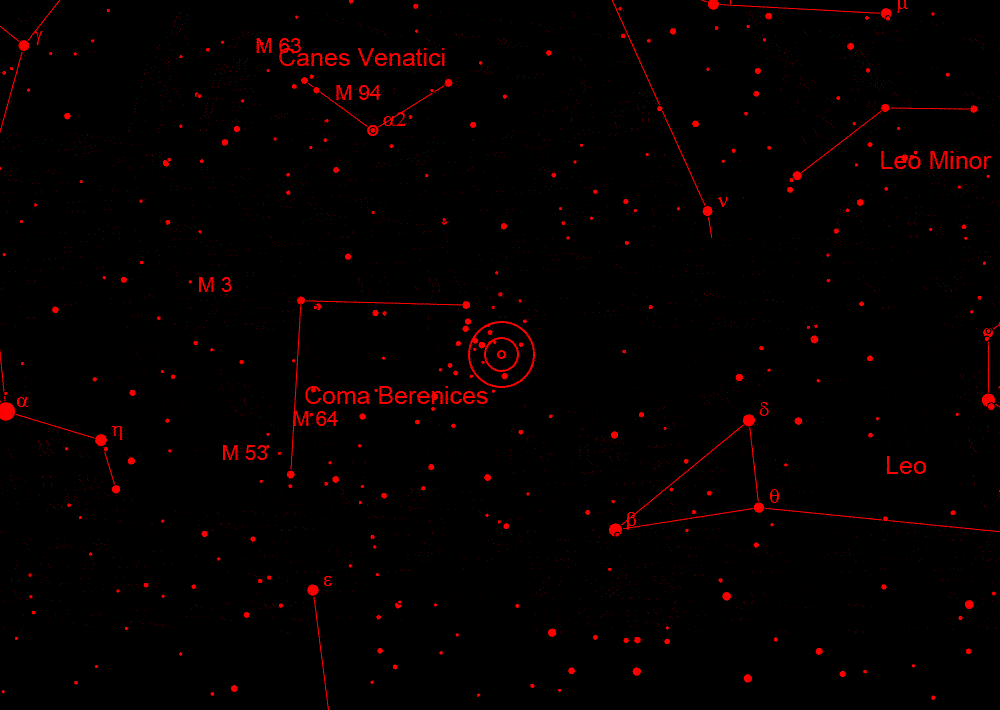 μ
γ
M 63
Canes Venatici
M 94
α2
Leo Minor
ν
M 3
Coma Berenices
α
δ
M 64
η
M 53
Leo
θ
β
ε